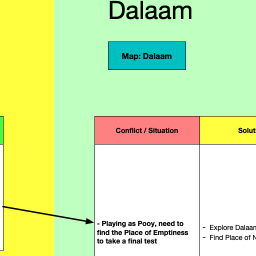 Dalaam
Map: Dalaam
Conflict / Situation
- Playing as Pooy, need to
find the Place of Emptiness
to take a final test
- Explore Dalaam
- Find Place of